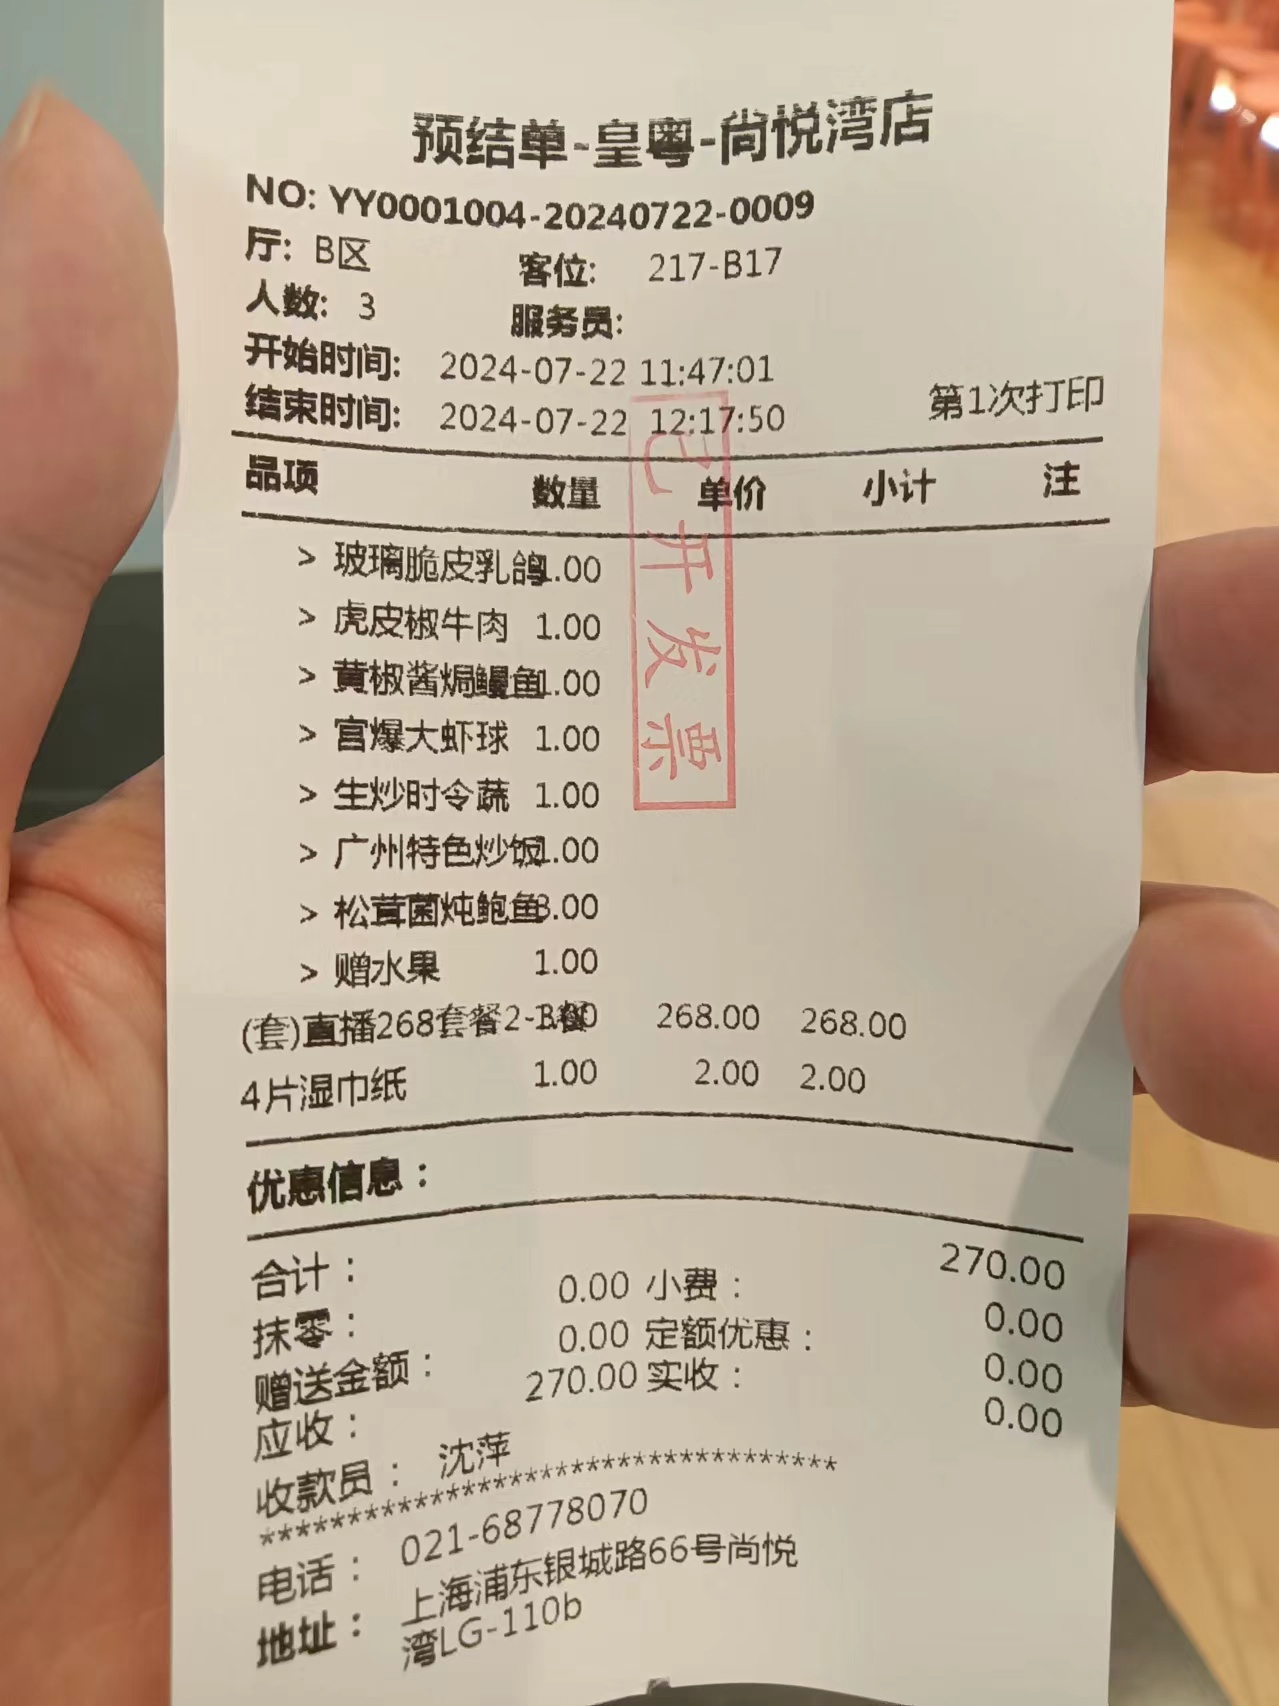 预结单-皇粤-尚悦湾店
NO: YY0001004-20240722-0009
厅: B区 客位: 217-B17
人数: 3 服务员:
开始时间: 2024-07-22 11:47:01
结束时间: 2024-07-22 12:17:50 第1次打印
品项 数量 单价 小计 注
> 玻璃脆皮乳鸽 1.00
> 虎皮椒牛肉 1.00
> 黄椒酱焗鳗鱼 1.00
> 宫爆大虾球 1.00
> 生炒时令蔬 1.00
> 广州特色炒饭 1.00
> 松茸菌炖鲍鱼 3.00
> 赠水果 1.00
(套)直播268套餐2-3餐 1.00 268.00 268.00
4片湿巾纸 1.00 2.00 2.00
已开发票
优惠信息：
合计： 270.00
抹零： 0.00 小费： 0.00
赠送金额： 0.00 定额优惠： 0.00
应收： 270.00 实收： 0.00
收款员： 沈萍
*********************************
电话： 021-68778070
地址： 上海浦东银城路66号尚悦
湾LG-110b